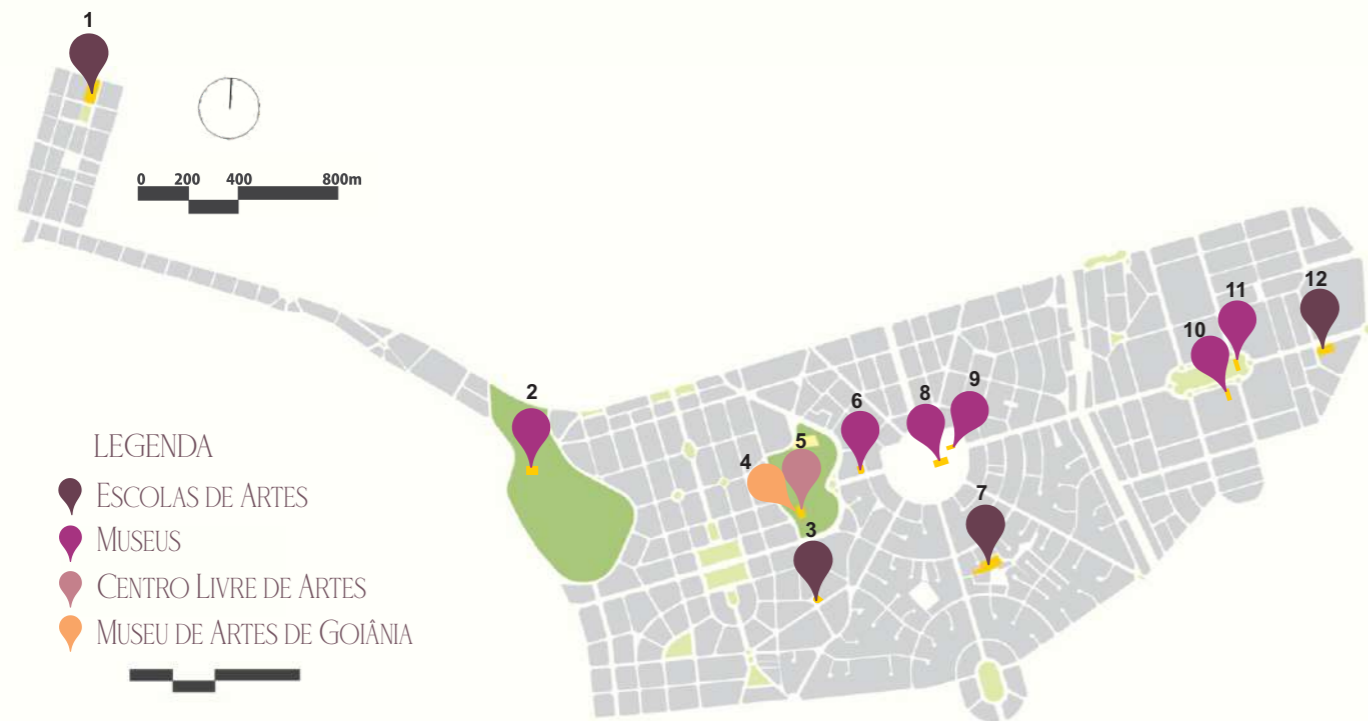 1
0 200 400 800m
11
12
10
2
6
8
9
5
4
7
3
LEGENDA
ESCOLAS DE ARTES
MUSEUS
CENTRO LIVRE DE ARTES
MUSEU DE ARTES DE GOIÂNIA